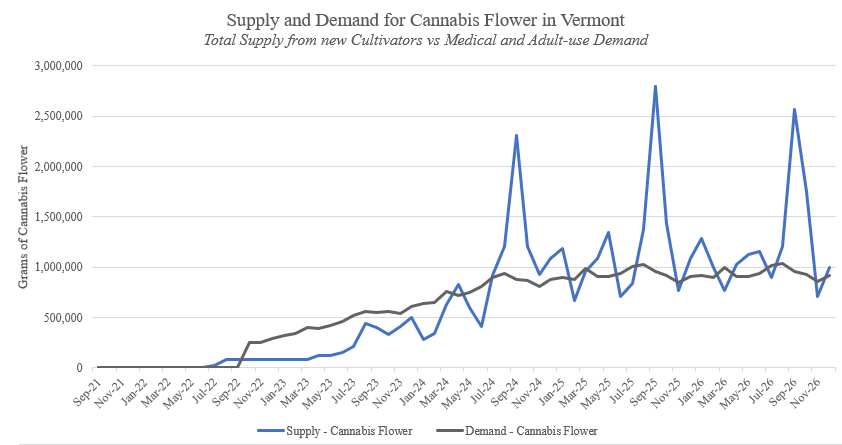 Supply and Demand for Cannabis Flower in Vermont
Total Supply from new Cultivators vs Medical and Adult-use Demand
Grams of Cannabis Flower
3,000,000
2,500,000
2,000,000
1,500,000
1,000,000
500,000
0
Sep-21 Nov-21 Jan-22 Mar-22 May-22 Jul-22 Sep-22 Nov-22 Jan-23 Mar-23 May-23 Jul-23 Sep-23 Nov-23 Jan-24 Mar-24 May-24 Jul-24 Sep-24 Nov-24 Jan-25 Mar-25 May-25 Jul-25 Sep-25 Nov-25 Jan-26 Mar-26 May-26 Jul-26 Sep-26 Nov-26
Supply - Cannabis Flower Demand - Cannabis Flower